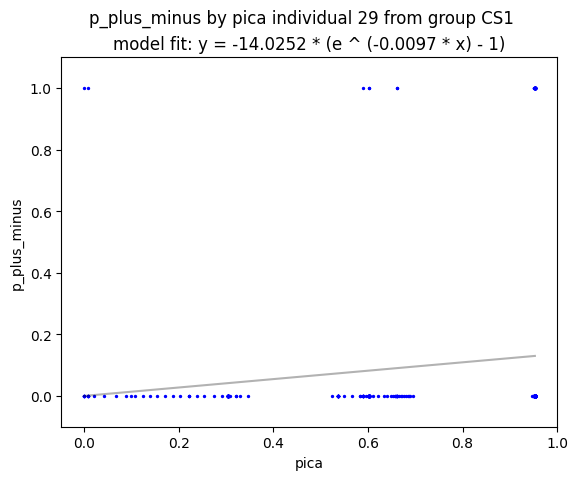 p_plus_minus by pica individual 29 from group CS1
model fit: y = -14.0252 * (e ^ (-0.0097 * x) - 1)
1.0
0.8
0.6
0.4
0.2
0.0
p_plus_minus
0.0 0.2 0.4 0.6 0.8 1.0
pica